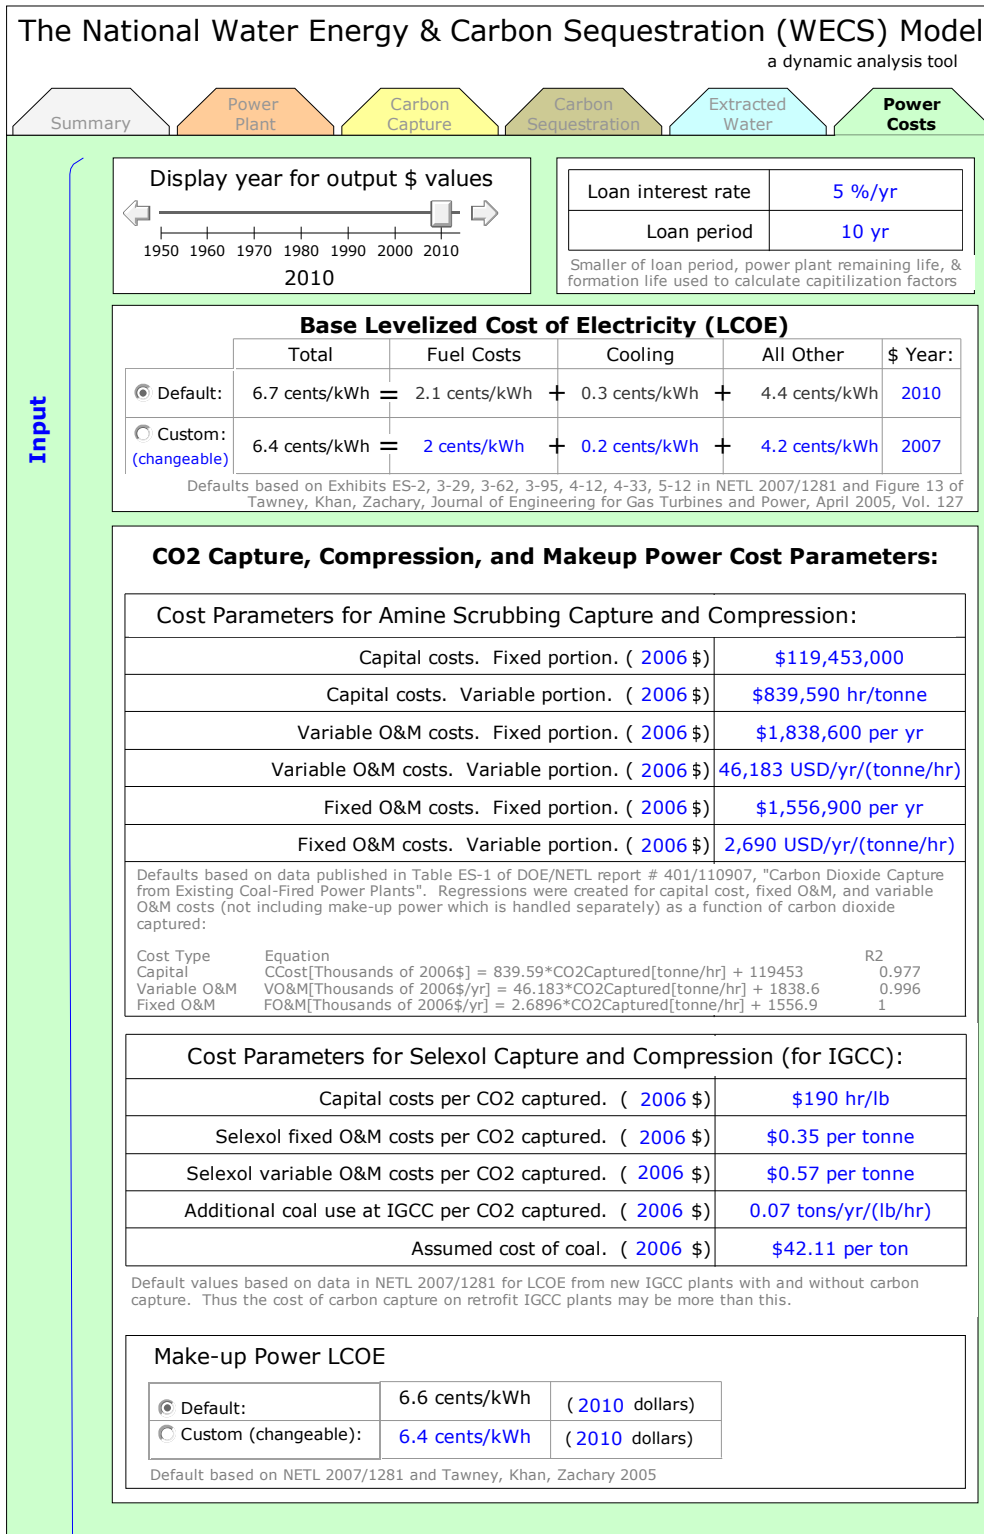 The National Water Energy & Carbon Sequestration (WECS) Model
a dynamic analysis tool
Summary
Power Plant
Carbon Capture
Carbon Sequestration
Extracted Water
Power Costs
Input
Display year for output $ values
1950 1960 1970 1980 1990 2000 2010
2010
Loan interest rate 5 %/yr
Loan period 10 yr
Smaller of loan period, power plant remaining life, &
formation life used to calculate capitilization factors
Base Levelized Cost of Electricity (LCOE)
Total Fuel Costs Cooling All Other $ Year:
Default: 6.7 cents/kWh = 2.1 cents/kWh + 0.3 cents/kWh + 4.4 cents/kWh 2010
Custom: (changeable) 6.4 cents/kWh = 2 cents/kWh + 0.2 cents/kWh + 4.2 cents/kWh 2007
Defaults based on Exhibits ES-2, 3-29, 3-62, 3-95, 4-12, 4-33, 5-12 in NETL 2007/1281 and Figure 13 of
Tawney, Khan, Zachary, Journal of Engineering for Gas Turbines and Power, April 2005, Vol. 127
CO2 Capture, Compression, and Makeup Power Cost Parameters:
Cost Parameters for Amine Scrubbing Capture and Compression:
Capital costs. Fixed portion. ( 2006 $) $119,453,000
Capital costs. Variable portion. ( 2006 $) $839,590 hr/tonne
Variable O&M costs. Fixed portion. ( 2006 $) $1,838,600 per yr
Variable O&M costs. Variable portion. ( 2006 $) 46,183 USD/yr/(tonne/hr)
Fixed O&M costs. Fixed portion. ( 2006 $) $1,556,900 per yr
Fixed O&M costs. Variable portion. ( 2006 $) 2,690 USD/yr/(tonne/hr)
Defaults based on data published in Table ES-1 of DOE/NETL report # 401/110907, "Carbon Dioxide Capture
from Existing Coal-Fired Power Plants". Regressions were created for capital cost, fixed O&M, and variable
O&M costs (not including make-up power which is handled separately) as a function of carbon dioxide
captured:
Cost Type Equation R2
Capital CCost[Thousands of 2006$] = 839.59*CO2Captured[tonne/hr] + 119453 0.977
Variable O&M VO&M[Thousands of 2006$/yr] = 46.183*CO2Captured[tonne/hr] + 1838.6 0.996
Fixed O&M FO&M[Thousands of 2006$/yr] = 2.6896*CO2Captured[tonne/hr] + 1556.9 1
Cost Parameters for Selexol Capture and Compression (for IGCC):
Capital costs per CO2 captured. ( 2006 $) $190 hr/lb
Selexol fixed O&M costs per CO2 captured. ( 2006 $) $0.35 per tonne
Selexol variable O&M costs per CO2 captured. ( 2006 $) $0.57 per tonne
Additional coal use at IGCC per CO2 captured. ( 2006 $) 0.07 tons/yr/(lb/hr)
Assumed cost of coal. ( 2006 $) $42.11 per ton
Default values based on data in NETL 2007/1281 for LCOE from new IGCC plants with and without carbon
capture. Thus the cost of carbon capture on retrofit IGCC plants may be more than this.
Make-up Power LCOE
Default: 6.6 cents/kWh ( 2010 dollars)
Custom (changeable): 6.4 cents/kWh ( 2010 dollars)
Default based on NETL 2007/1281 and Tawney, Khan, Zachary 2005